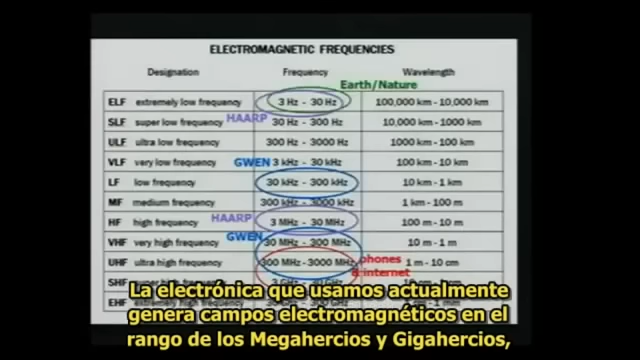 ELECTROMAGNETIC FREQUENCIES
Designation Frequency Wavelength
Earth/Nature
ELF extremely low frequency 3 Hz - 30 Hz 100,000 km - 10,000 km
SLF super low frequency HAARP 30 Hz - 300 Hz 10,000 km - 1000 km
ULF ultra low frequency 300 Hz - 3000 Hz 1000 km - 100 km
VLF very low frequency GWEN 3 kHz - 30 kHz 100 km - 10 km
LF low frequency 30 kHz - 300 kHz 10 km - 1 km
MF medium frequency 300 kHz - 3000 kHz 1 km - 100 m
HF high frequency HAARP 3 MHz - 30 MHz 100 m - 10 m
VHF very high frequency GWEN 30 MHz - 300 MHz 10 m - 1 m
UHF ultra high frequency 300 MHz - 3000 MHz phones 1 m - 10 cm
& internet
SHF
La electrónica que usamos actualmente
EHF
genera campos electromagnéticos en el
rango de los Megahercios y Gigahercios,